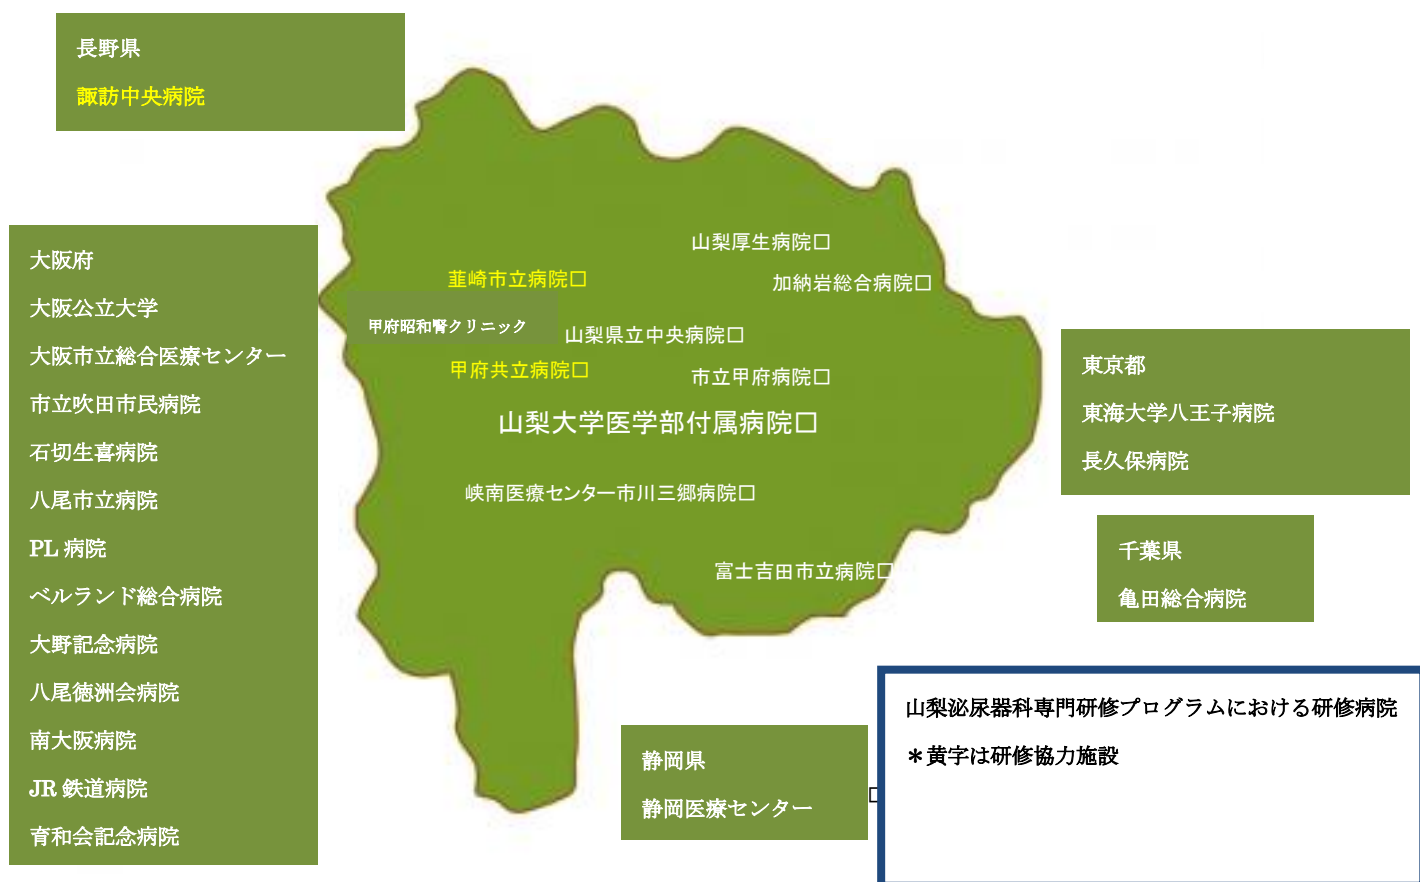 長野県
諏訪中央病院
大阪府
大阪公立大学
大阪市立総合医療センター
市立吹田市民病院
石切生喜病院
八尾市立病院
PL 病院
ベルランド総合病院
大野記念病院
八尾徳洲会病院
南大阪病院
JR 鉄道病院
育和会記念病院
山梨厚生病院□
韮崎市立病院□
加納岩総合病院□
甲府昭和腎クリニック
山梨県立中央病院□
甲府共立病院□
市立甲府病院□
山梨大学医学部付属病院□
峡南医療センター市川三郷病院□
富士吉田市立病院□
東京都
東海大学八王子病院
長久保病院
千葉県
亀田総合病院
静岡県
静岡医療センター
山梨泌尿器科専門研修プログラムにおける研修病院
＊黄字は研修協力施設